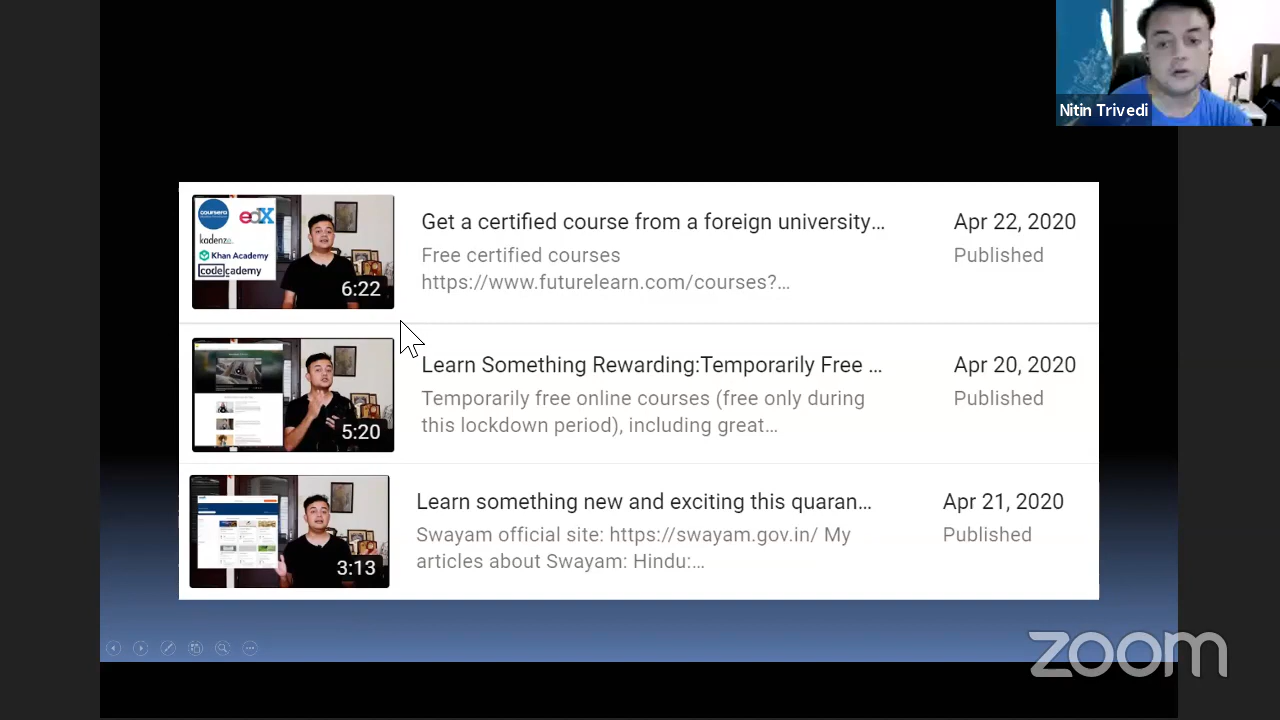 Nitin Trivedi
coursera
edX
kadenze
Khan Academy
codecademy
6:22
Get a certified course from a foreign university...
Free certified courses
https://www.futurelearn.com/courses?...
Apr 22, 2020
Published
5:20
Learn Something Rewarding:Temporarily Free ...
Temporarily free online courses (free only during
this lockdown period), including great...
Apr 20, 2020
Published
3:13
Learn something new and exciting this quaran...
Swayam official site: https://swayam.gov.in/ My
articles about Swayam: Hindu:...
Apr 21, 2020
Published
zoom